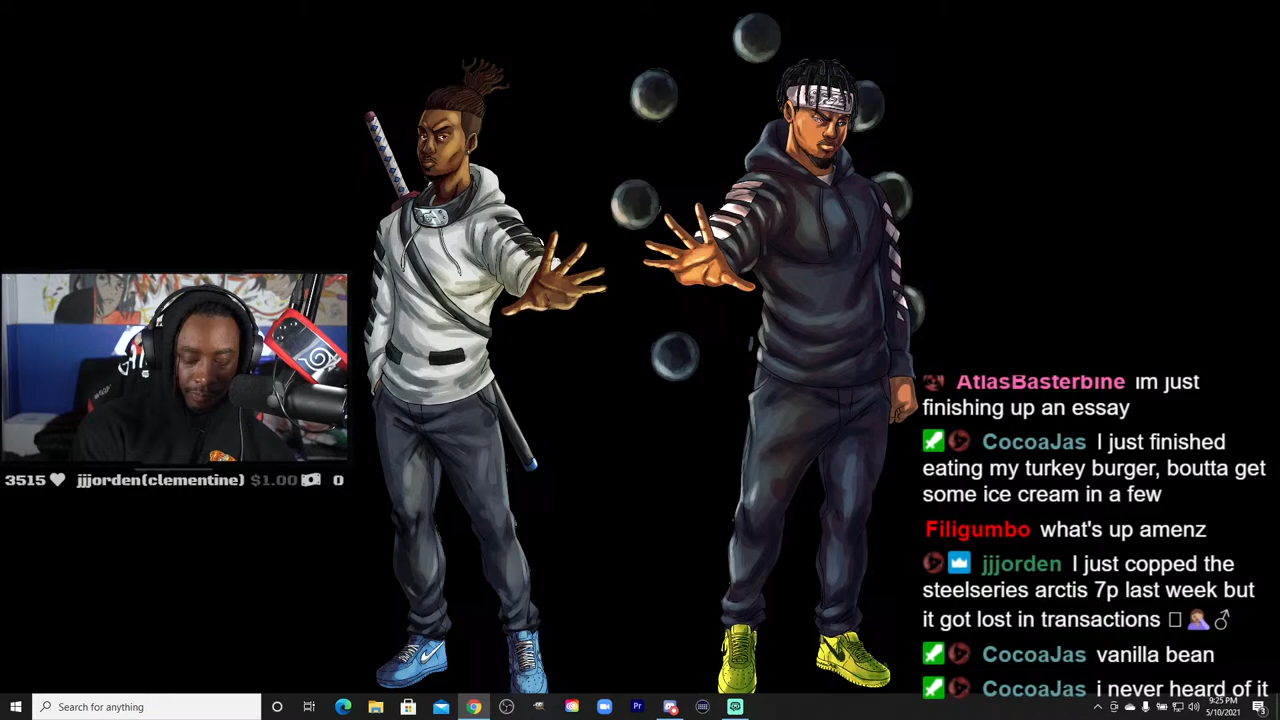 AtlasBasterbine im just
finishing up an essay
CocoaJas I just finished
eating my turkey burger, boutta get
some ice cream in a few
Filigumbo what's up amenz
jjjorden I just copped the
steelseries arctis 7p last week but
it got lost in transactions
CocoaJas vanilla bean
CocoaJas i never heard of it
3515 jjjorden(clementine) $1.00 0
Search for anything
9:25 PM
5/10/2021